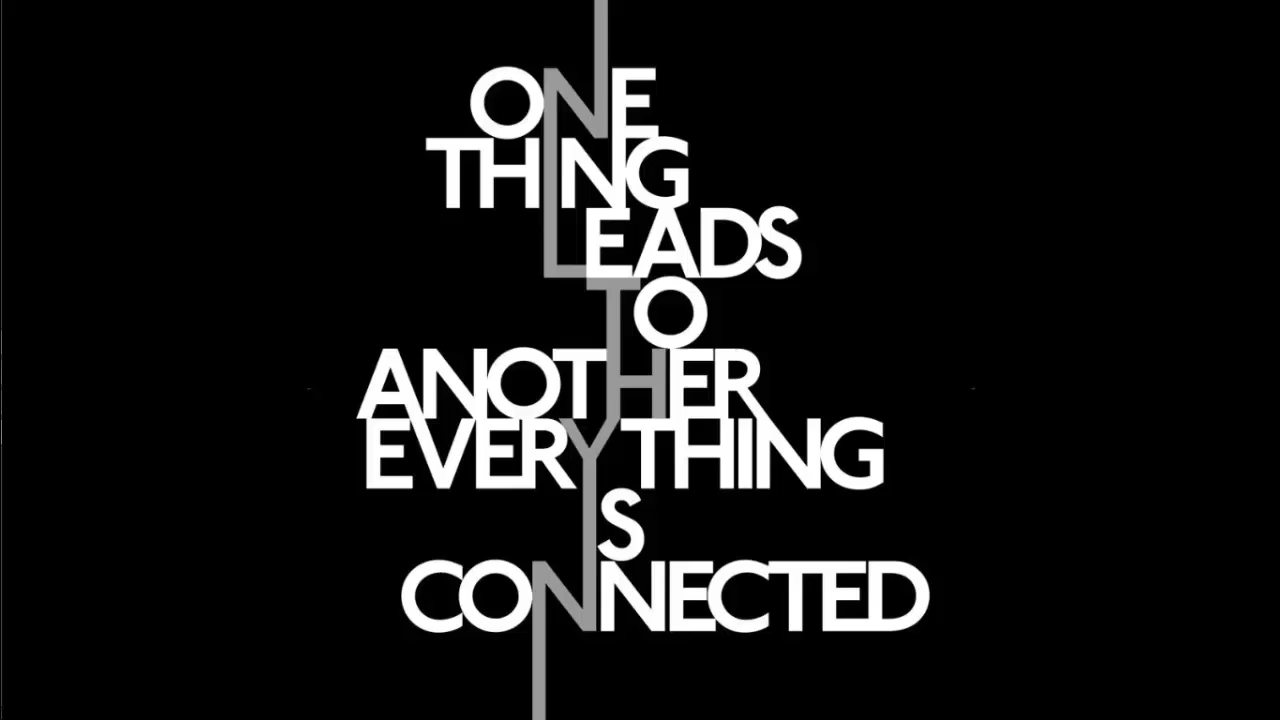 ONE
THING
LEADS
TO
ANOTHER
EVERYTHING
IS
CONNECTED